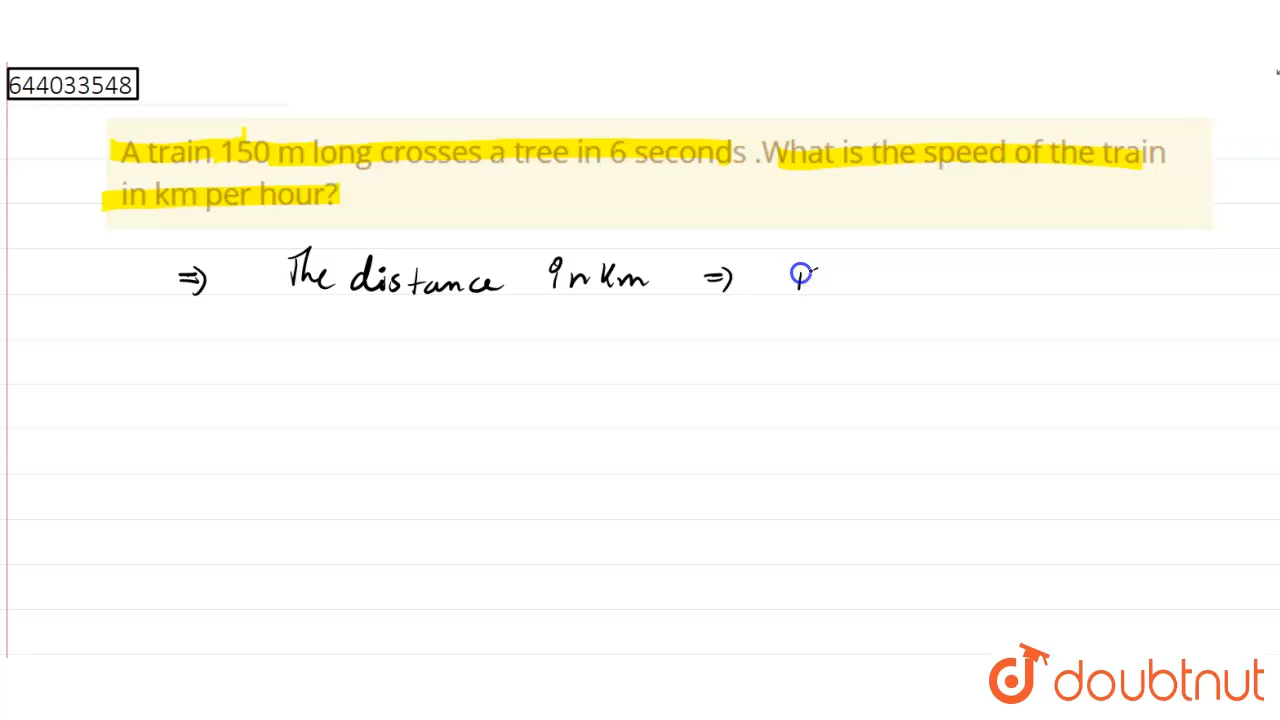 644033548
A train 150 m long crosses a tree in 6 seconds .What is the speed of the train
in km per hour?
⇒ The distance in Km ⇒
doubtnut